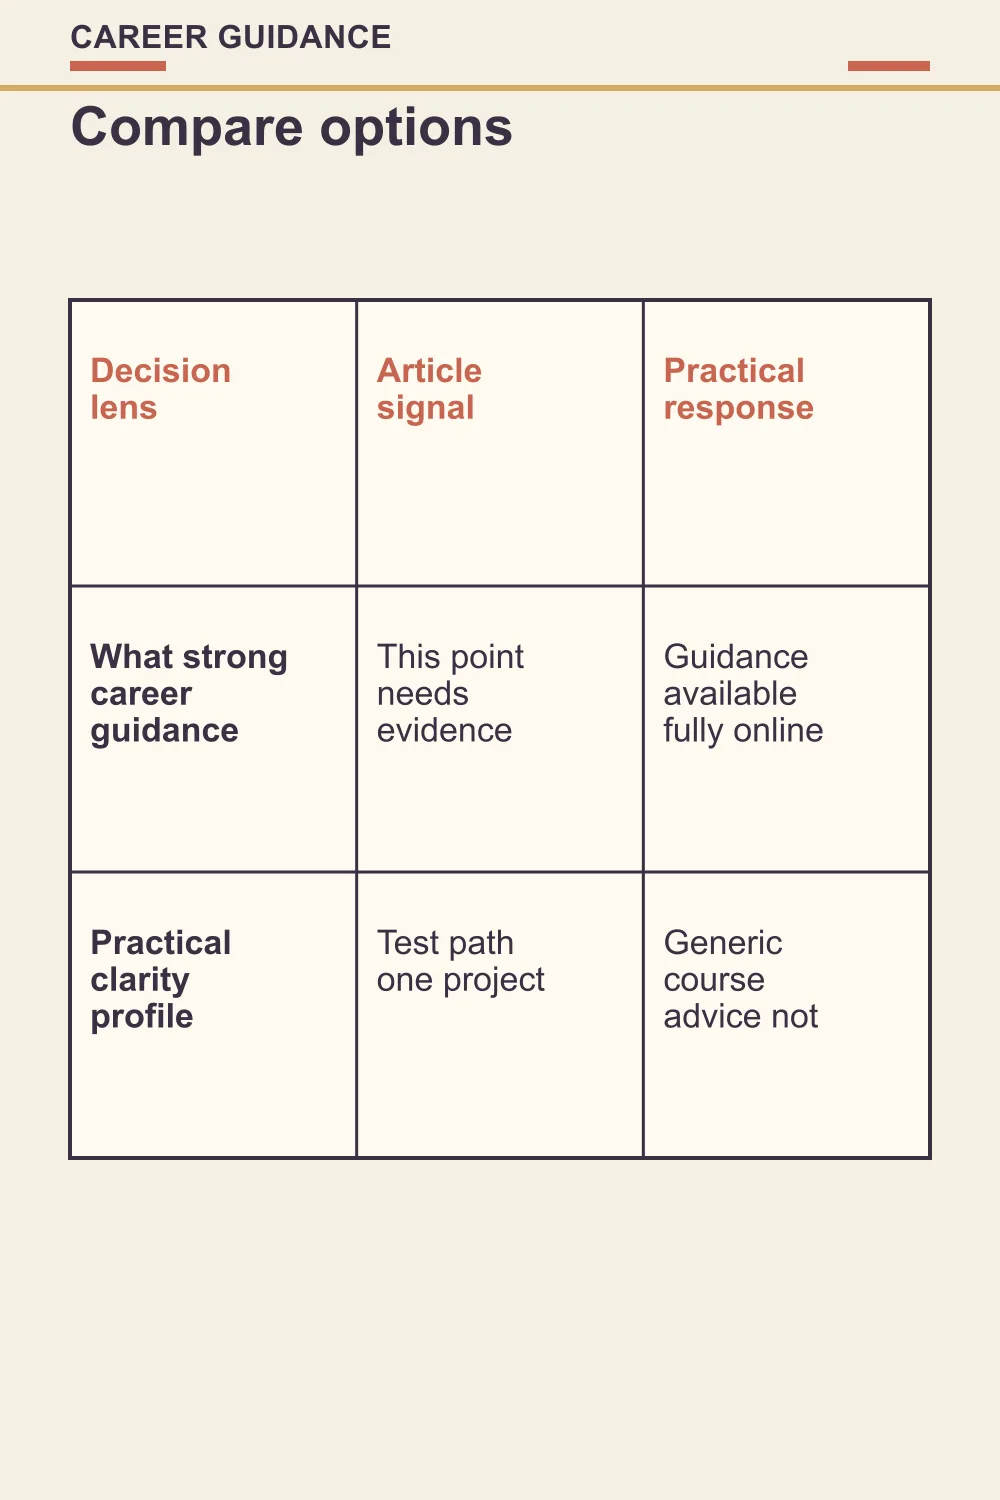 CAREER GUIDANCE
Compare options
Decision
lens
Article
signal
Practical
response
What strong
career
guidance
This point
needs
evidence
Guidance
available
fully online
Practical
clarity
profile
Test path
one project
Generic
course
advice not